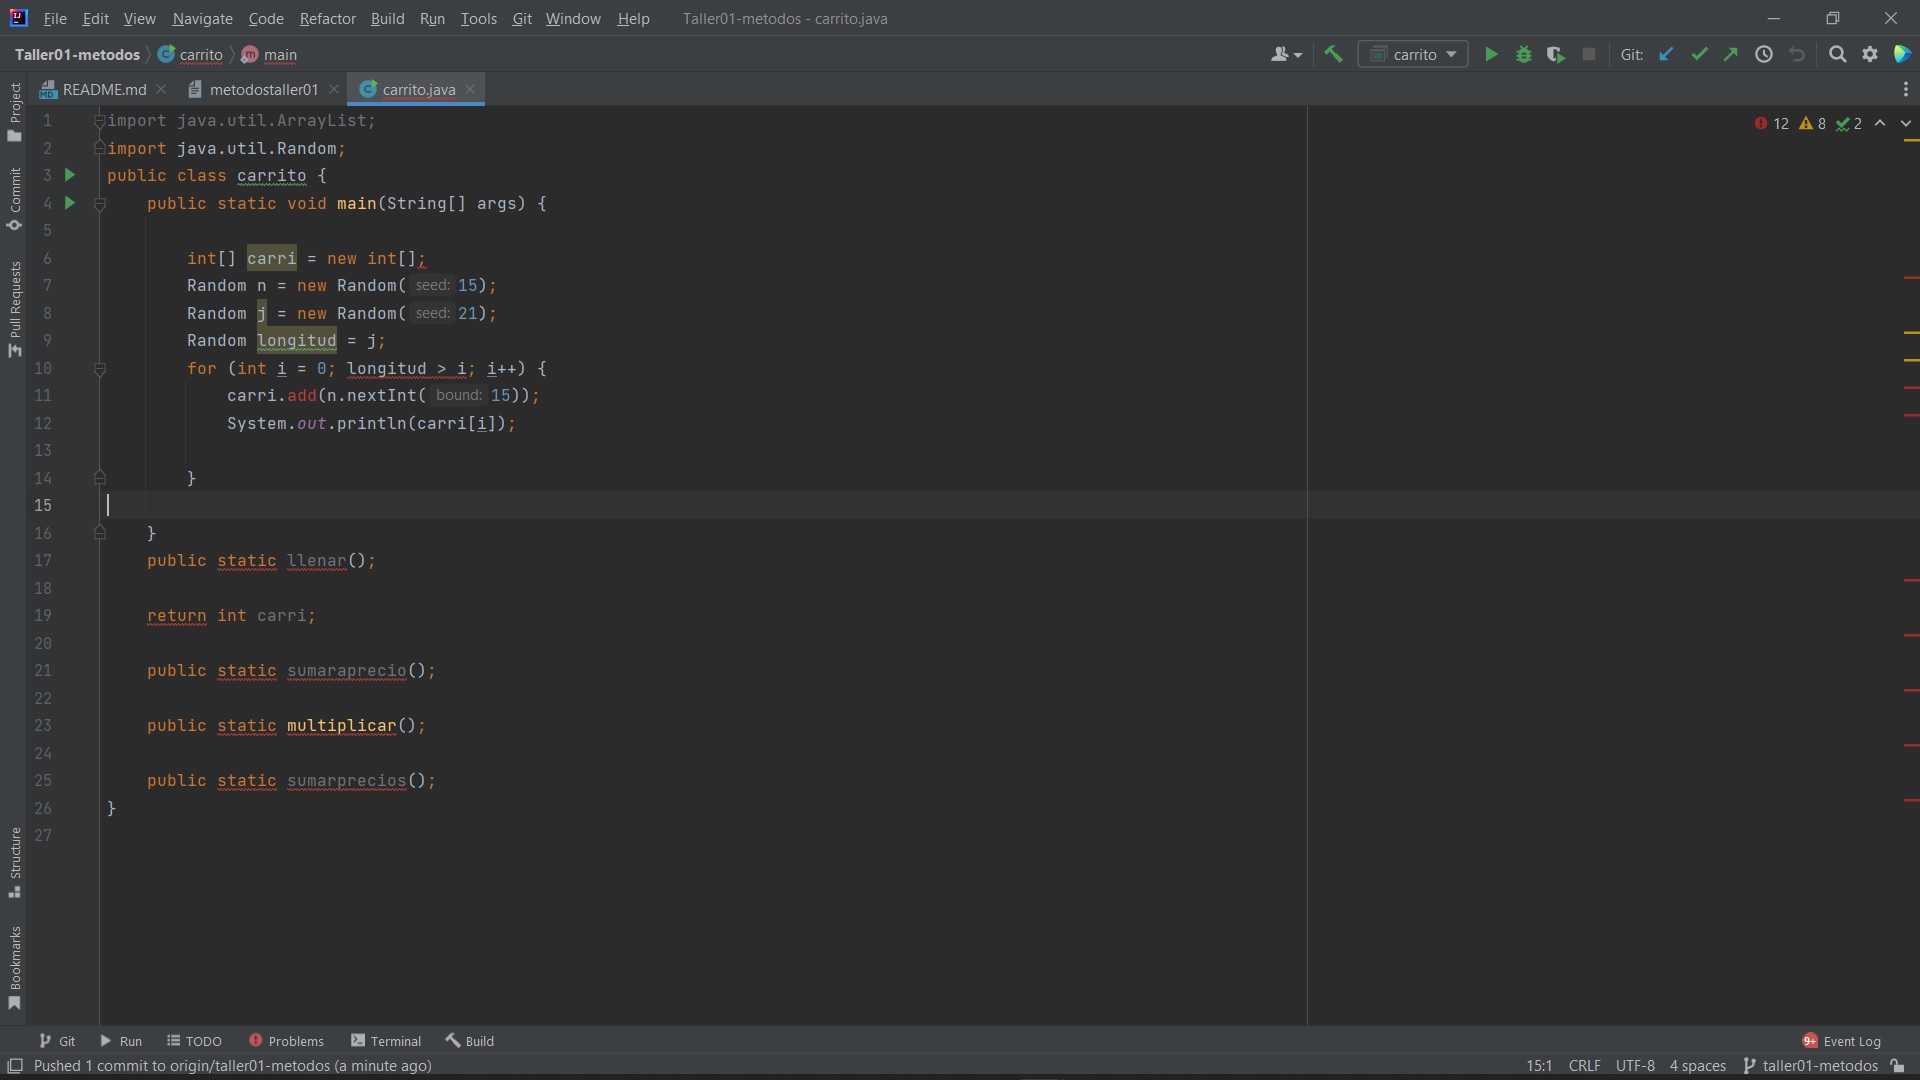 File Edit View Navigate Code Refactor Build Run Tools Git Window Help Taller01-metodos - carrito.java
Taller01-metodos carrito main carrito Git:
README.md metodostaller01 carrito.java
Project
Commit
Pull Requests
Structure
Bookmarks
12 8 2
1 import java.util.ArrayList;
2 import java.util.Random;
3 public class carrito {
4 public static void main(String[] args) {
5
6 int[] carri = new int[];
7 Random n = new Random( seed: 15);
8 Random j = new Random( seed: 21);
9 Random longitud = j;
10 for (int i = 0; longitud > i; i++) {
11 carri.add(n.nextInt( bound: 15));
12 System.out.println(carri[i]);
13
14 }
15
16 }
17 public static llenar();
18
19 return int carri;
20
21 public static sumaraprecio();
22
23 public static multiplicar();
24
25 public static sumarprecios();
26 }
27
Git Run TODO Problems Terminal Build 9+ Event Log
Pushed 1 commit to origin/taller01-metodos (a minute ago) 15:1 CRLF UTF-8 4 spaces taller01-metodos